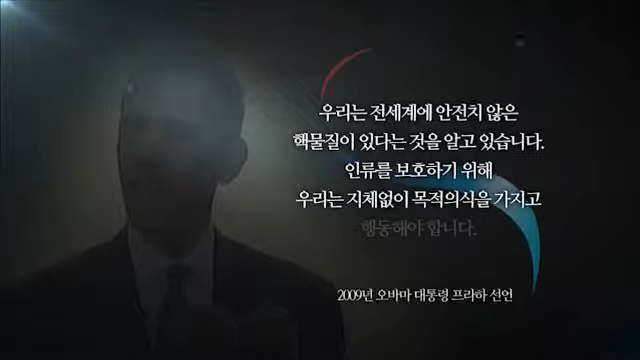 우리는 전세계에 안전치 않은
핵물질이 있다는 것을 알고 있습니다.
인류를 보호하기 위해
우리는 지체없이 목적의식을 가지고
행동해야 합니다.
2009년 오바마 대통령 프라하 선언